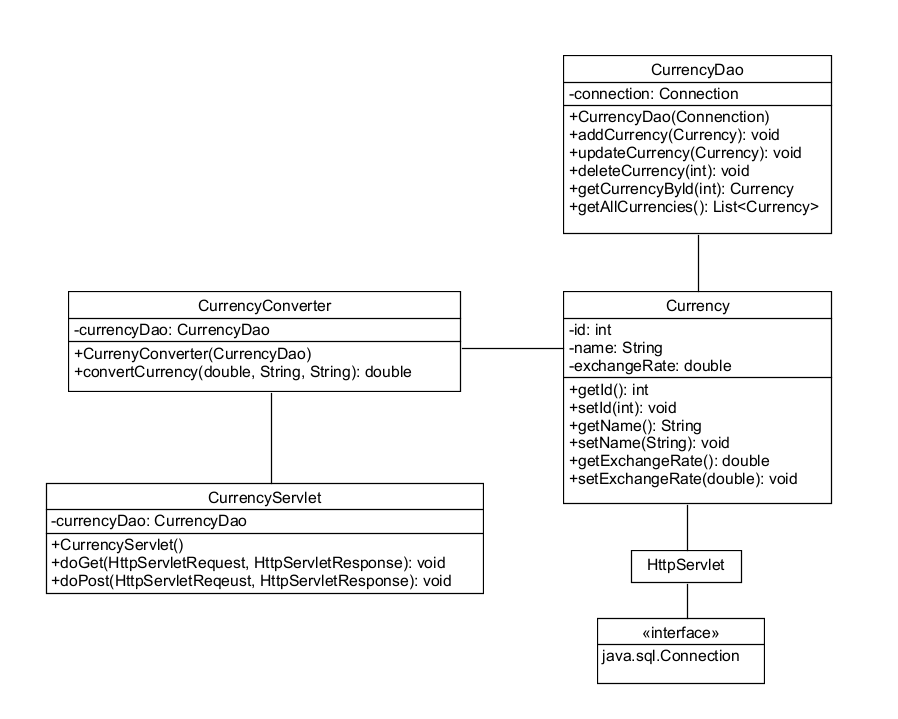 CurrencyDao
-connection: Connection
+CurrencyDao(Connenction)
+addCurrency(Currency): void
+updateCurrency(Currency): void
+deleteCurrency(int): void
+getCurrencyById(int): Currency
+getAllCurrencies(): List<Currency>
CurrencyConverter
-currencyDao: CurrencyDao
+CurrenyConverter(CurrencyDao)
+convertCurrency(double, String, String): double
Currency
-id: int
-name: String
-exchangeRate: double
+getId(): int
+setId(int): void
+getName(): String
+setName(String): void
+getExchangeRate(): double
+setExchangeRate(double): void
CurrencyServlet
-currencyDao: CurrencyDao
+CurrencyServlet()
+doGet(HttpServletRequest, HttpServletResponse): void
+doPost(HttpServletReqeust, HttpServletResponse): void
HttpServlet
«interface»
java.sql.Connection